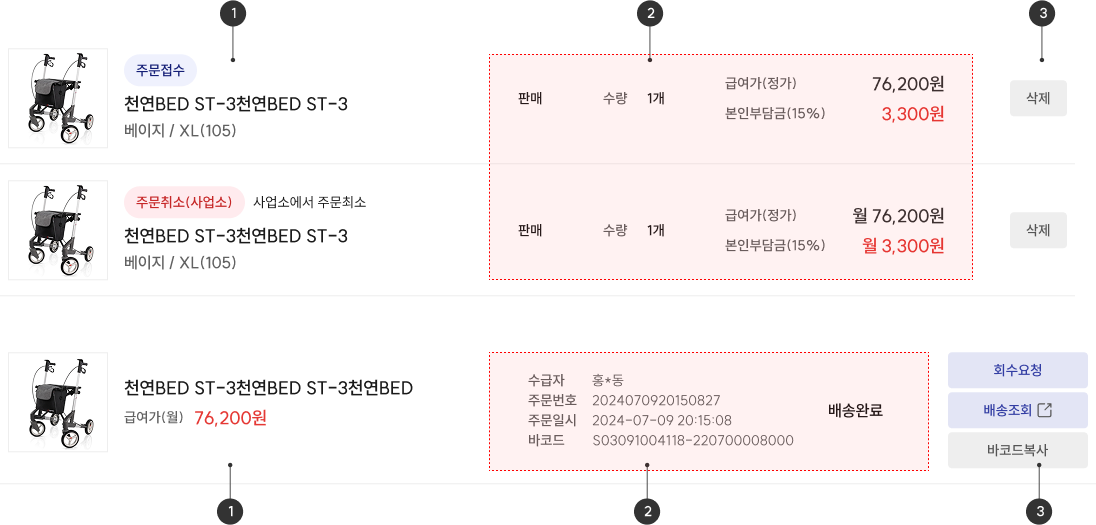 1
2
3
주문접수
천연BED ST-3천연BED ST-3
베이지 / XL(105)
판매 수량 1개
급여가(정가) 76,200원
본인부담금(15%) 3,300원
삭제
주문취소(사업소) 사업소에서 주문최소
천연BED ST-3천연BED ST-3
베이지 / XL(105)
판매 수량 1개
급여가(정가) 월 76,200원
본인부담금(15%) 월 3,300원
삭제
천연BED ST-3천연BED ST-3천연BED
급여가(월) 76,200원
수급자 홍*동
주문번호 2024070920150827
주문일시 2024-07-09 20:15:08
바코드 S03091004118-220700008000
배송완료
회수요청
배송조회
바코드복사
1
2
3